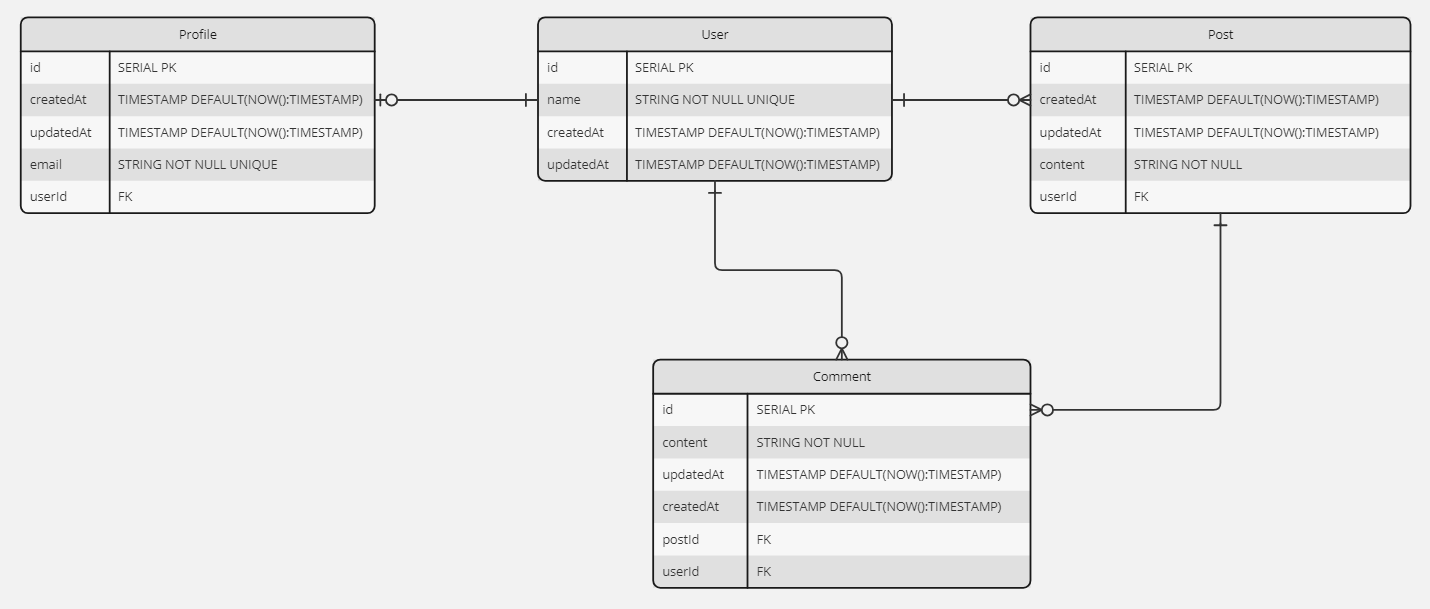 Profile
id SERIAL PK
createdAt TIMESTAMP DEFAULT(NOW():TIMESTAMP)
updatedAt TIMESTAMP DEFAULT(NOW():TIMESTAMP)
email STRING NOT NULL UNIQUE
userId FK
User
id SERIAL PK
name STRING NOT NULL UNIQUE
createdAt TIMESTAMP DEFAULT(NOW():TIMESTAMP)
updatedAt TIMESTAMP DEFAULT(NOW():TIMESTAMP)
Post
id SERIAL PK
createdAt TIMESTAMP DEFAULT(NOW():TIMESTAMP)
updatedAt TIMESTAMP DEFAULT(NOW():TIMESTAMP)
content STRING NOT NULL
userId FK
Comment
id SERIAL PK
content STRING NOT NULL
updatedAt TIMESTAMP DEFAULT(NOW():TIMESTAMP)
createdAt TIMESTAMP DEFAULT(NOW():TIMESTAMP)
postId FK
userId FK